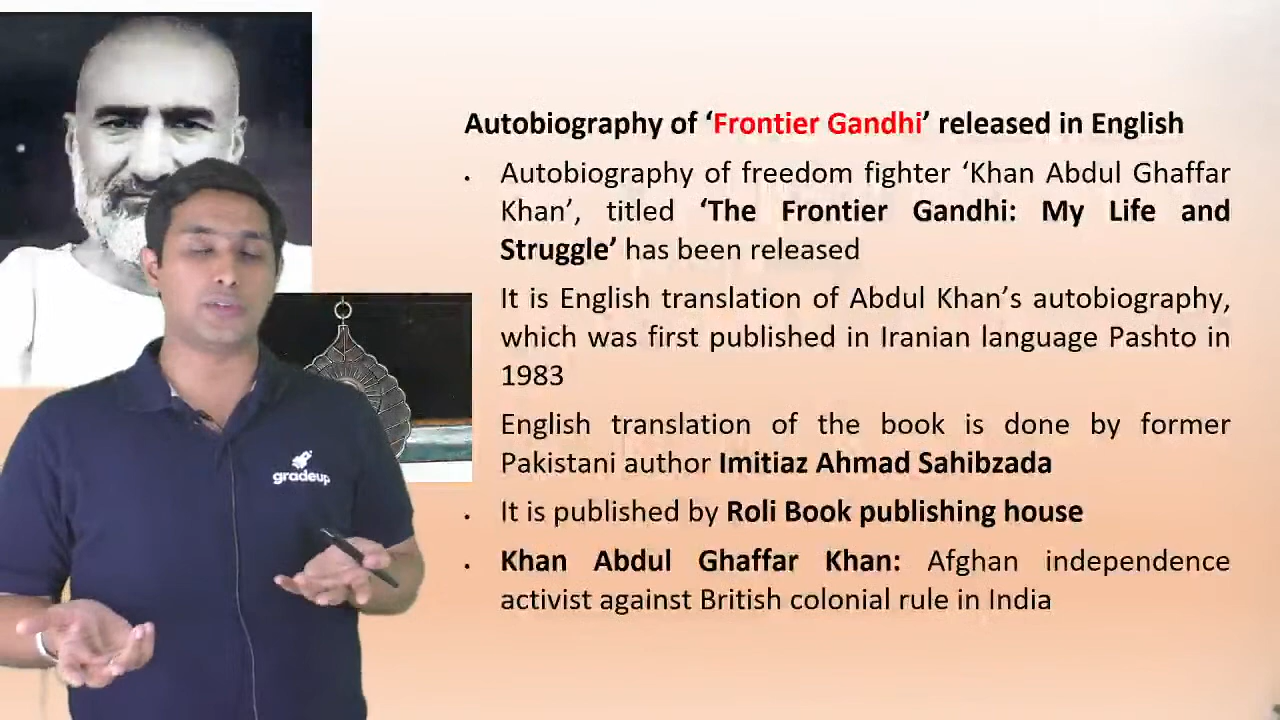 Autobiography of ‘Frontier Gandhi’ released in English
• Autobiography of freedom fighter ‘Khan Abdul Ghaffar
Khan’, titled ‘The Frontier Gandhi: My Life and
Struggle’ has been released
It is English translation of Abdul Khan’s autobiography,
which was first published in Iranian language Pashto in
1983
English translation of the book is done by former
Pakistani author Imitiaz Ahmad Sahibzada
• It is published by Roli Book publishing house
• Khan Abdul Ghaffar Khan: Afghan independence
activist against British colonial rule in India
gradeup